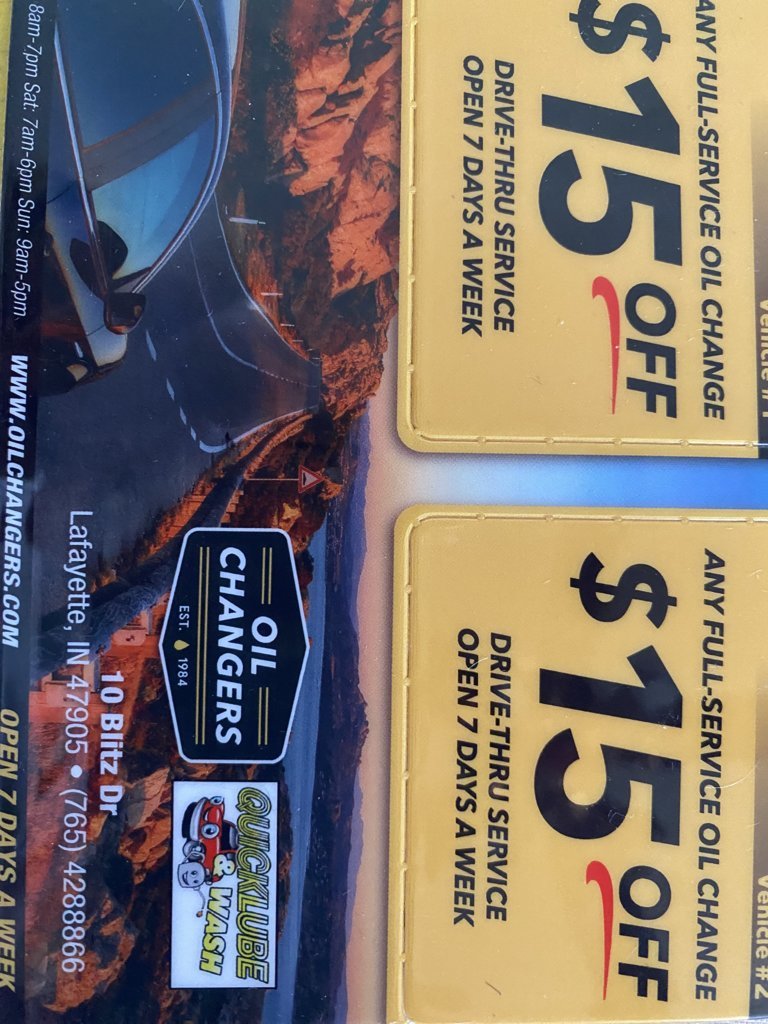 Vehicle #1
ANY FULL-SERVICE OIL CHANGE
$15 OFF
DRIVE-THRU SERVICE
OPEN 7 DAYS A WEEK
Vehicle #2
ANY FULL-SERVICE OIL CHANGE
$15 OFF
DRIVE-THRU SERVICE
OPEN 7 DAYS A WEEK
OIL
CHANGERS
EST. 1984
QUICKLUBE
& WASH
10 Blitz Dr
Lafayette, IN 47905 • (765) 4288866
8am-7pm Sat: 7am-6pm Sun: 9am-5pm
WWW.OILCHANGERS.COM
OPEN 7 DAYS A WEEK